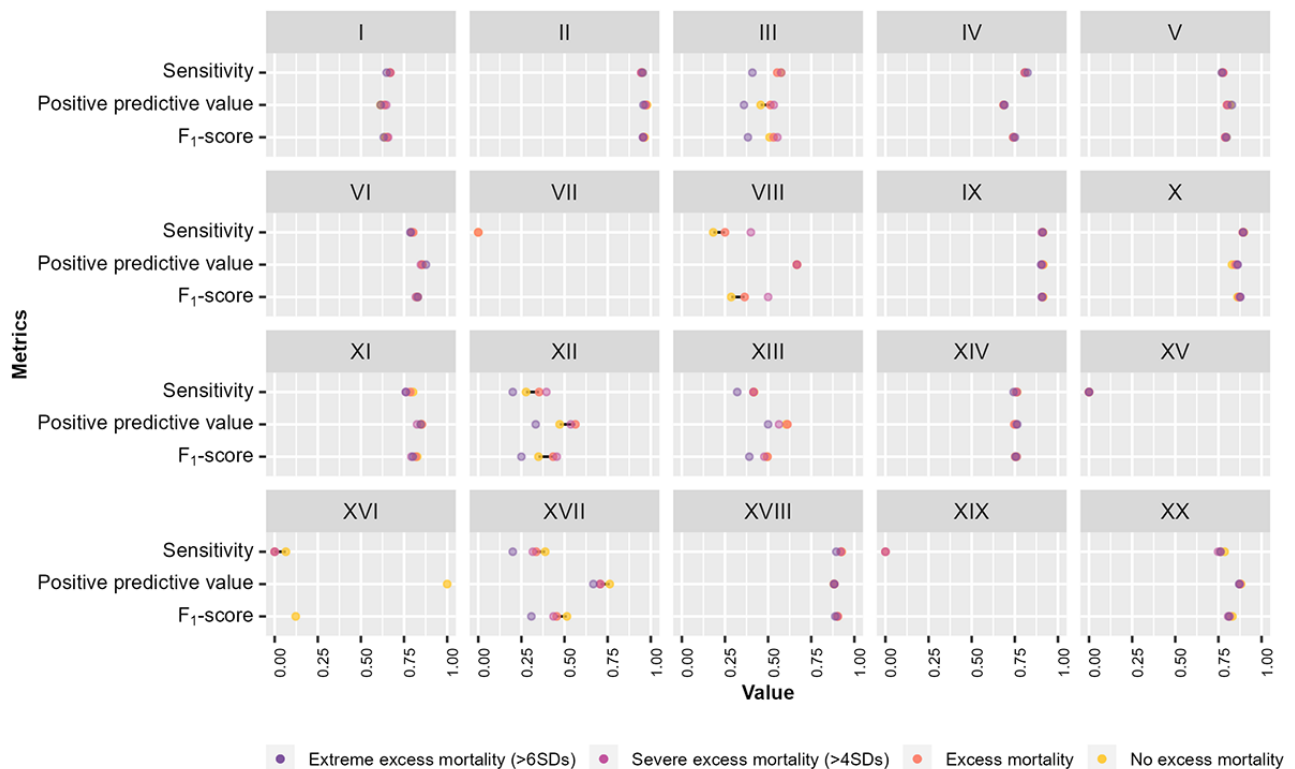 I II III IV V
Sensitivity
Positive predictive value
F₁-score
VI VII VIII IX X
Sensitivity
Positive predictive value
F₁-score
XI XII XIII XIV XV
Sensitivity
Positive predictive value
F₁-score
XVI XVII XVIII XIX XX
Sensitivity
Positive predictive value
F₁-score
Metrics
0.00 0.25 0.50 0.75 1.00 0.00 0.25 0.50 0.75 1.00 0.00 0.25 0.50 0.75 1.00 0.00 0.25 0.50 0.75 1.00 0.00 0.25 0.50 0.75 1.00
Value
Extreme excess mortality (>6SDs) Severe excess mortality (>4SDs) Excess mortality No excess mortality